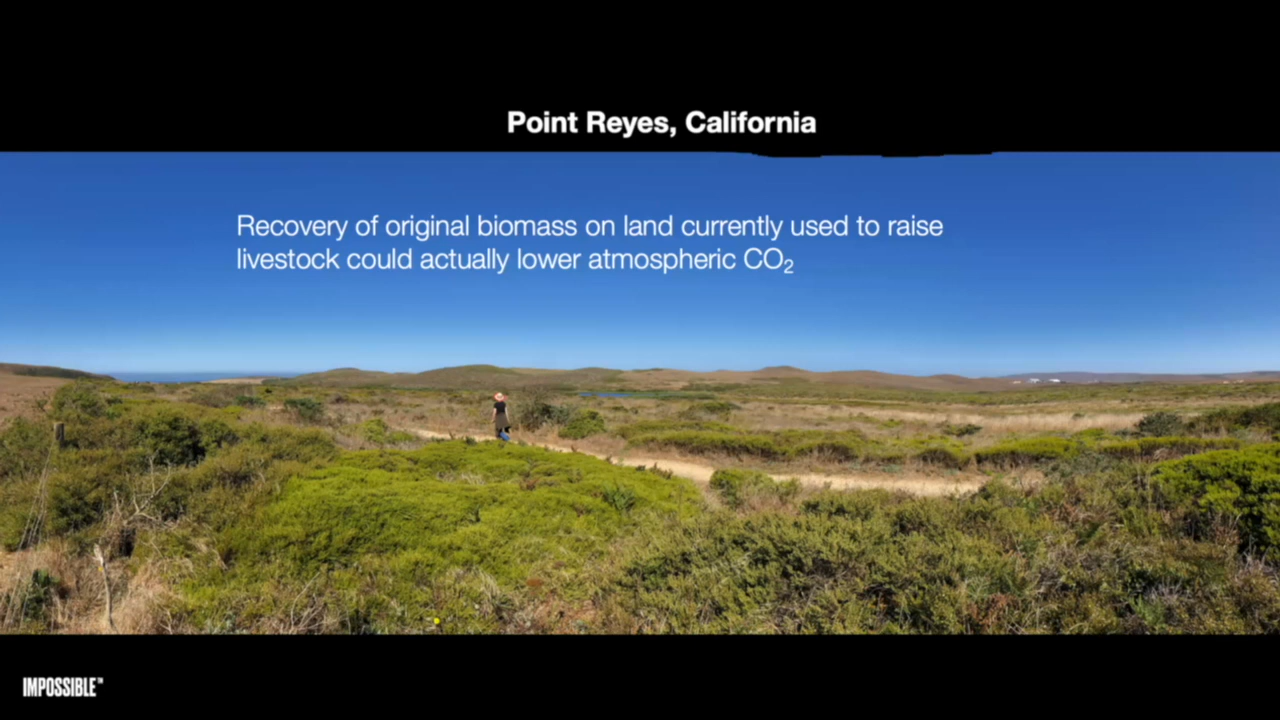 Point Reyes, California
Recovery of original biomass on land currently used to raise
livestock could actually lower atmospheric CO₂
IMPOSSIBLE™